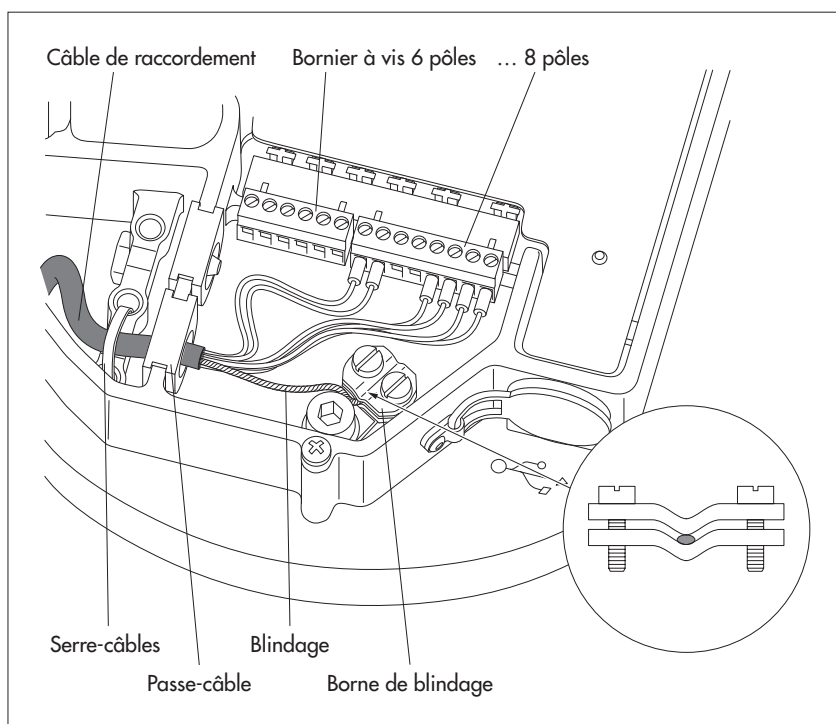 Câble de raccordement
Bornier à vis 6 pôles
… 8 pôles
Serre-câbles
Blindage
Passe-câble
Borne de blindage